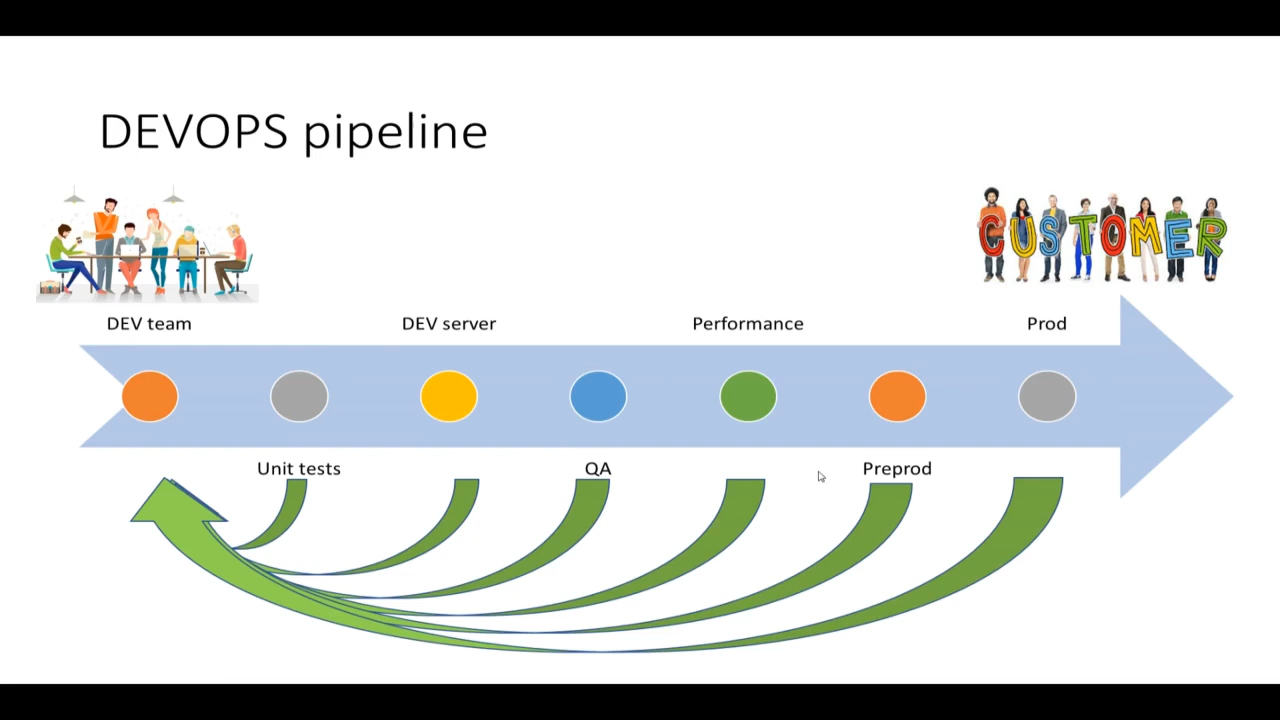 DEVOPS pipeline
CUSTOMER
DEV team
DEV server
Performance
Prod
Unit tests
QA
Preprod